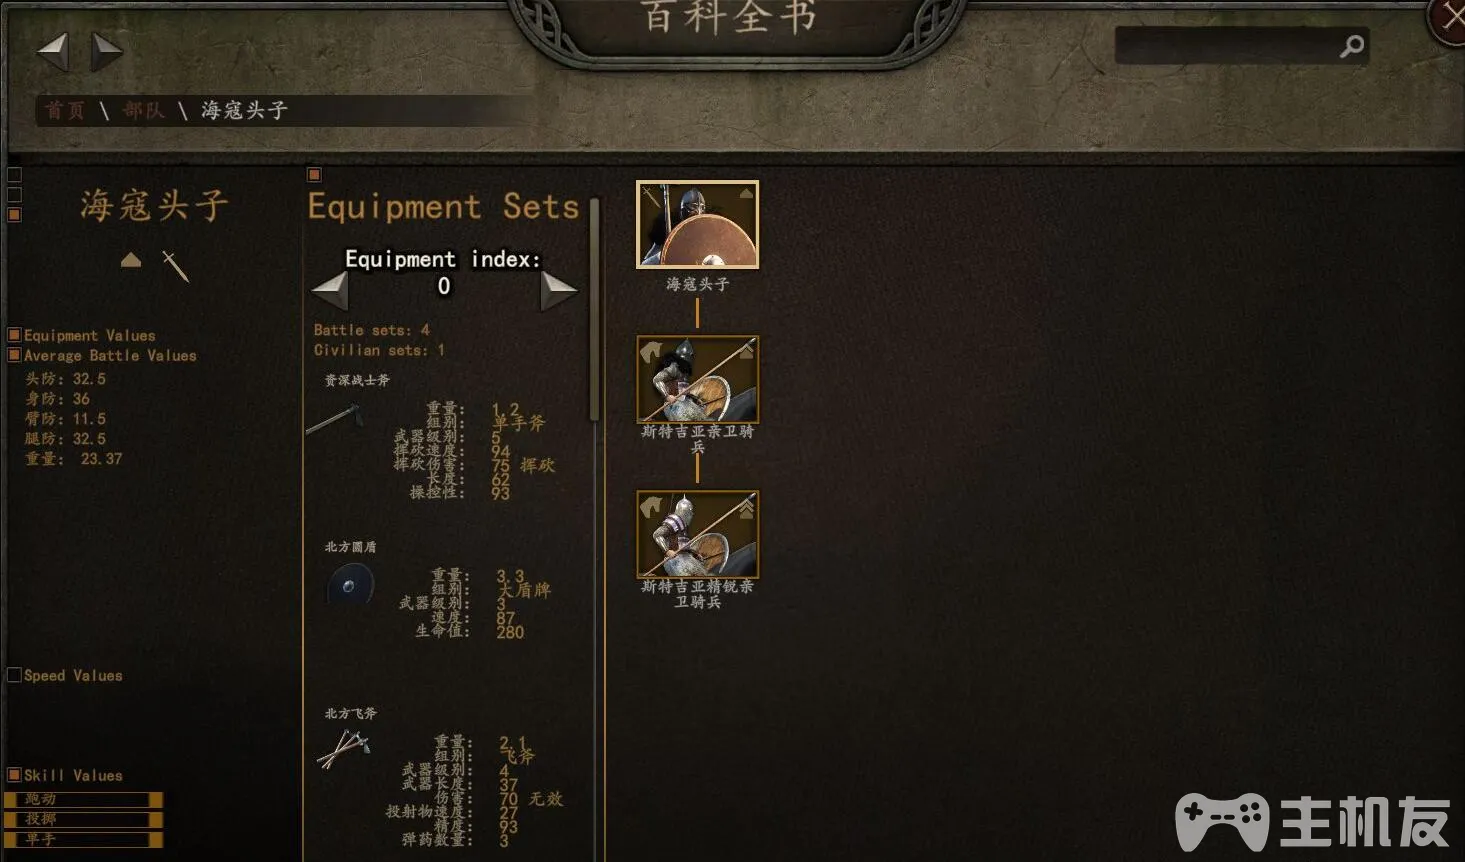 百科全书
首页 \ 部队 \ 海寇头子
海寇头子
Equipment Values
Average Battle Values
头防: 32.5
身防: 36
臂防: 11.5
腿防: 32.5
重量: 23.37
Speed Values
Skill Values
跑动
投掷
单手
Equipment Sets
Equipment index:
0
Battle sets: 4
Civilian sets: 1
资深战士斧
重量: 1.2
组别: 单手斧
武器级别: 5
挥砍速度: 94
挥砍伤害: 75 挥砍
长度: 62
操控性: 93
北方圆盾
重量: 3.3
组别: 大盾牌
武器级别: 3
速度: 87
生命值: 280
北方飞斧
重量: 2.1
组别: 飞斧
武器级别: 4
武器长度: 37
伤害: 70 无效
投射物速度: 27
精度: 93
弹药数量: 3
海寇头子
斯特吉亚亲卫骑
兵
斯特吉亚精锐亲
卫骑兵
主机友